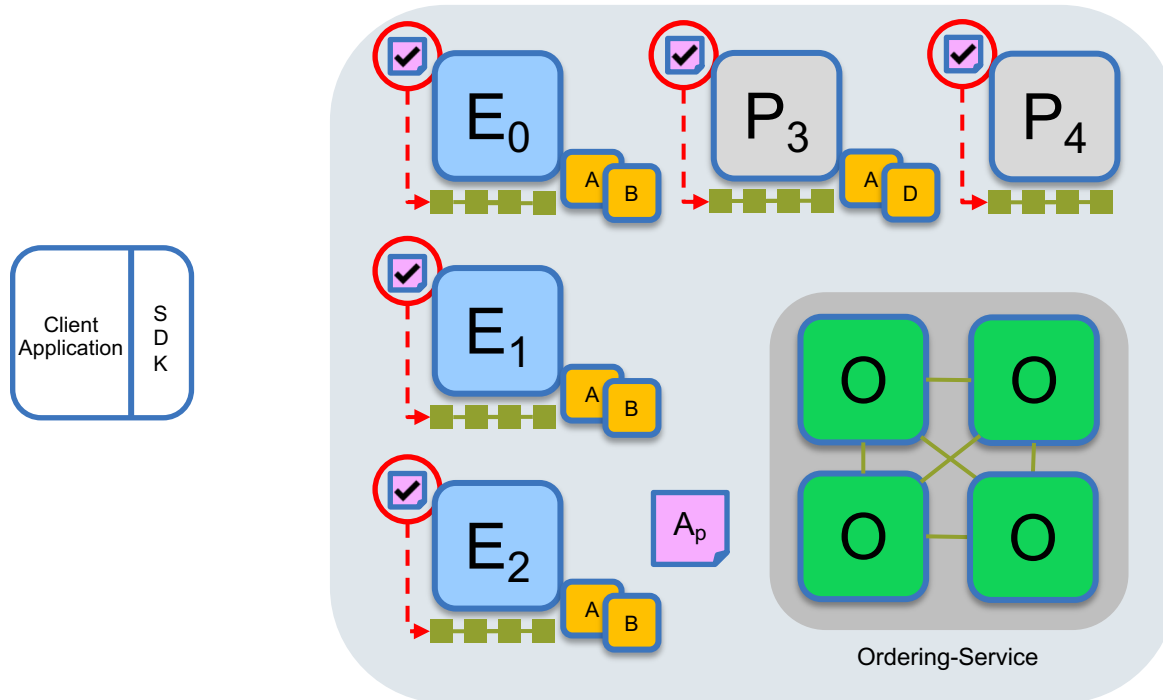 E0
A
B
P3
A
D
P4
Client
Application
S
D
K
E1
A
B
O
O
O
O
E2
A
B
Ap
Ordering-Service